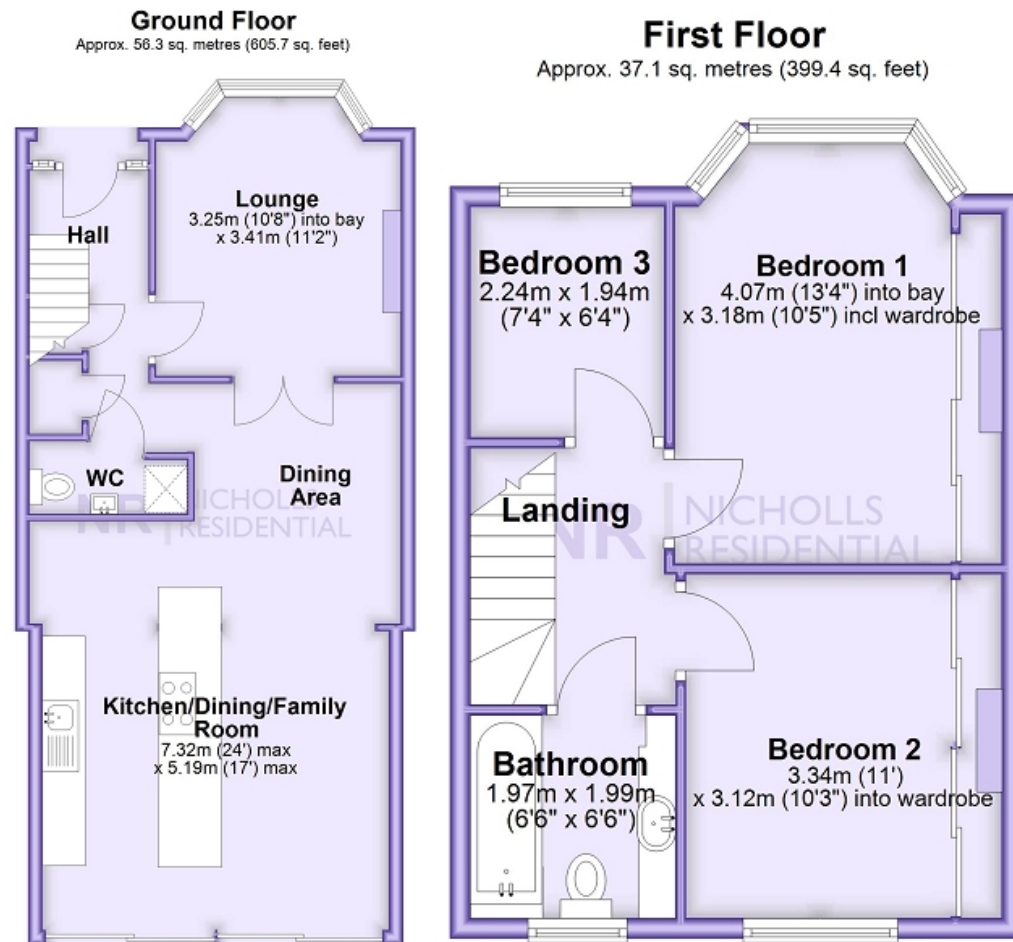 Ground Floor
Approx. 56.3 sq. metres (605.7 sq. feet)
Lounge
3.25m (10'8") into bay
x 3.41m (11'2")
Hall
WC
Dining
Area
NR NICHOLLS
RESIDENTIAL
Kitchen/Dining/Family
Room
7.32m (24') max
x 5.19m (17') max
First Floor
Approx. 37.1 sq. metres (399.4 sq. feet)
Bedroom 3
2.24m x 1.94m
(7'4" x 6'4")
Bedroom 1
4.07m (13'4") into bay
x 3.18m (10'5") incl wardrobe
Landing
NR NICHOLLS
RESIDENTIAL
Bathroom
1.97m x 1.99m
(6'6" x 6'6")
Bedroom 2
3.34m (11')
x 3.12m (10'3") into wardrobe